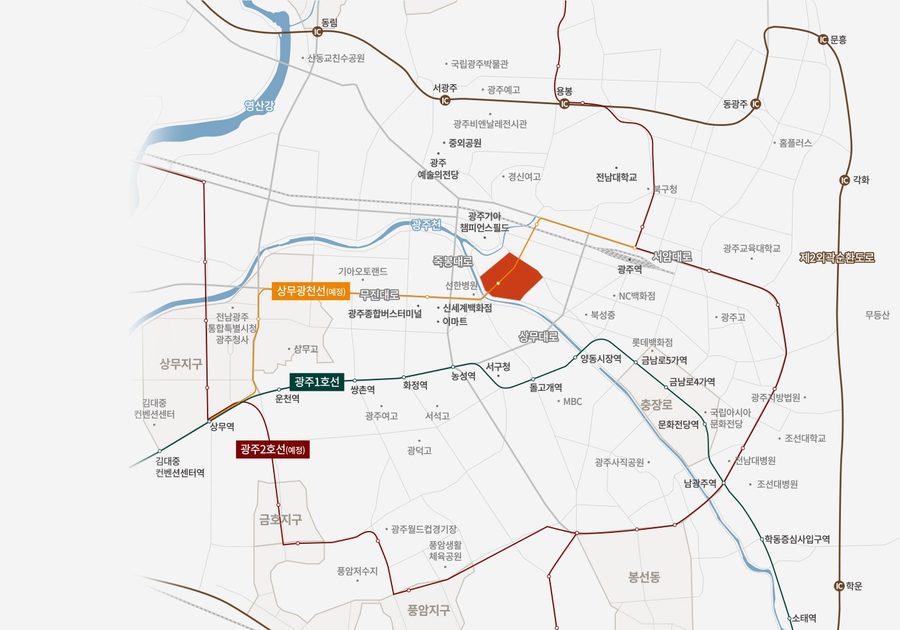 동림
IC
문흥
IC
산동교친수공원
국립광주박물관
서광주
IC
광주예고
용봉
IC
동광주
IC
영산강
광주비엔날레전시관
중외공원
홈플러스
광주
예술의전당
경신여고
전남대학교
북구청
IC
각화
광주천
광주기아
챔피언스필드
광주교육대학교
제2외곽순환도로
죽봉대로
서암대로
광주역
기아오토랜드
신한병원
상무광천선(예정)
무진대로
NC백화점
광주종합버스터미널
신세계백화점
이마트
북성중
광주고
무등산
전남광주
통합특별시청
광주청사
상무대로
롯데백화점
상무고
상무지구
양동시장역
금남로5가역
서구청
광주1호선
운천역
쌍촌역
화정역
농성역
돌고개역
금남로4가역
MBC
충장로
광주지방법원
김대중
컨벤션센터
상무역
광주여고
서석고
국립아시아
문화전당
문화전당역
조선대학교
광주2호선(예정)
광덕고
광주사직공원
전남대병원
김대중
컨벤션센터역
남광주역
조선대병원
금호지구
광주월드컵경기장
학동증심사입구역
풍암생활
체육공원
풍암저수지
봉선동
IC
학운
풍암지구
소태역